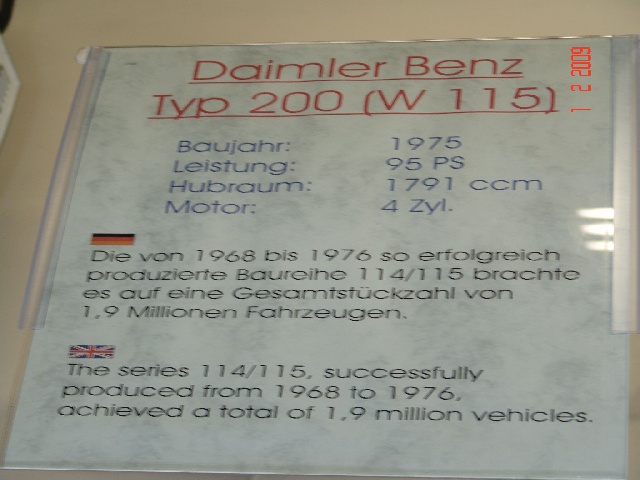 Daimler Benz
Typ 200 (W 115)
Baujahr: 1975
Leistung: 95 PS
Hubraum: 1791 ccm
Motor: 4 Zyl.
Die von 1968 bis 1976 so erfolgreich
produzierte Baureihe 114/115 brachte
es auf eine Gesamtstückzahl von
1,9 Millionen Fahrzeugen.
The series 114/115, successfully
produced from 1968 to 1976,
achieved a total of 1,9 million vehicles.
1 2 2009